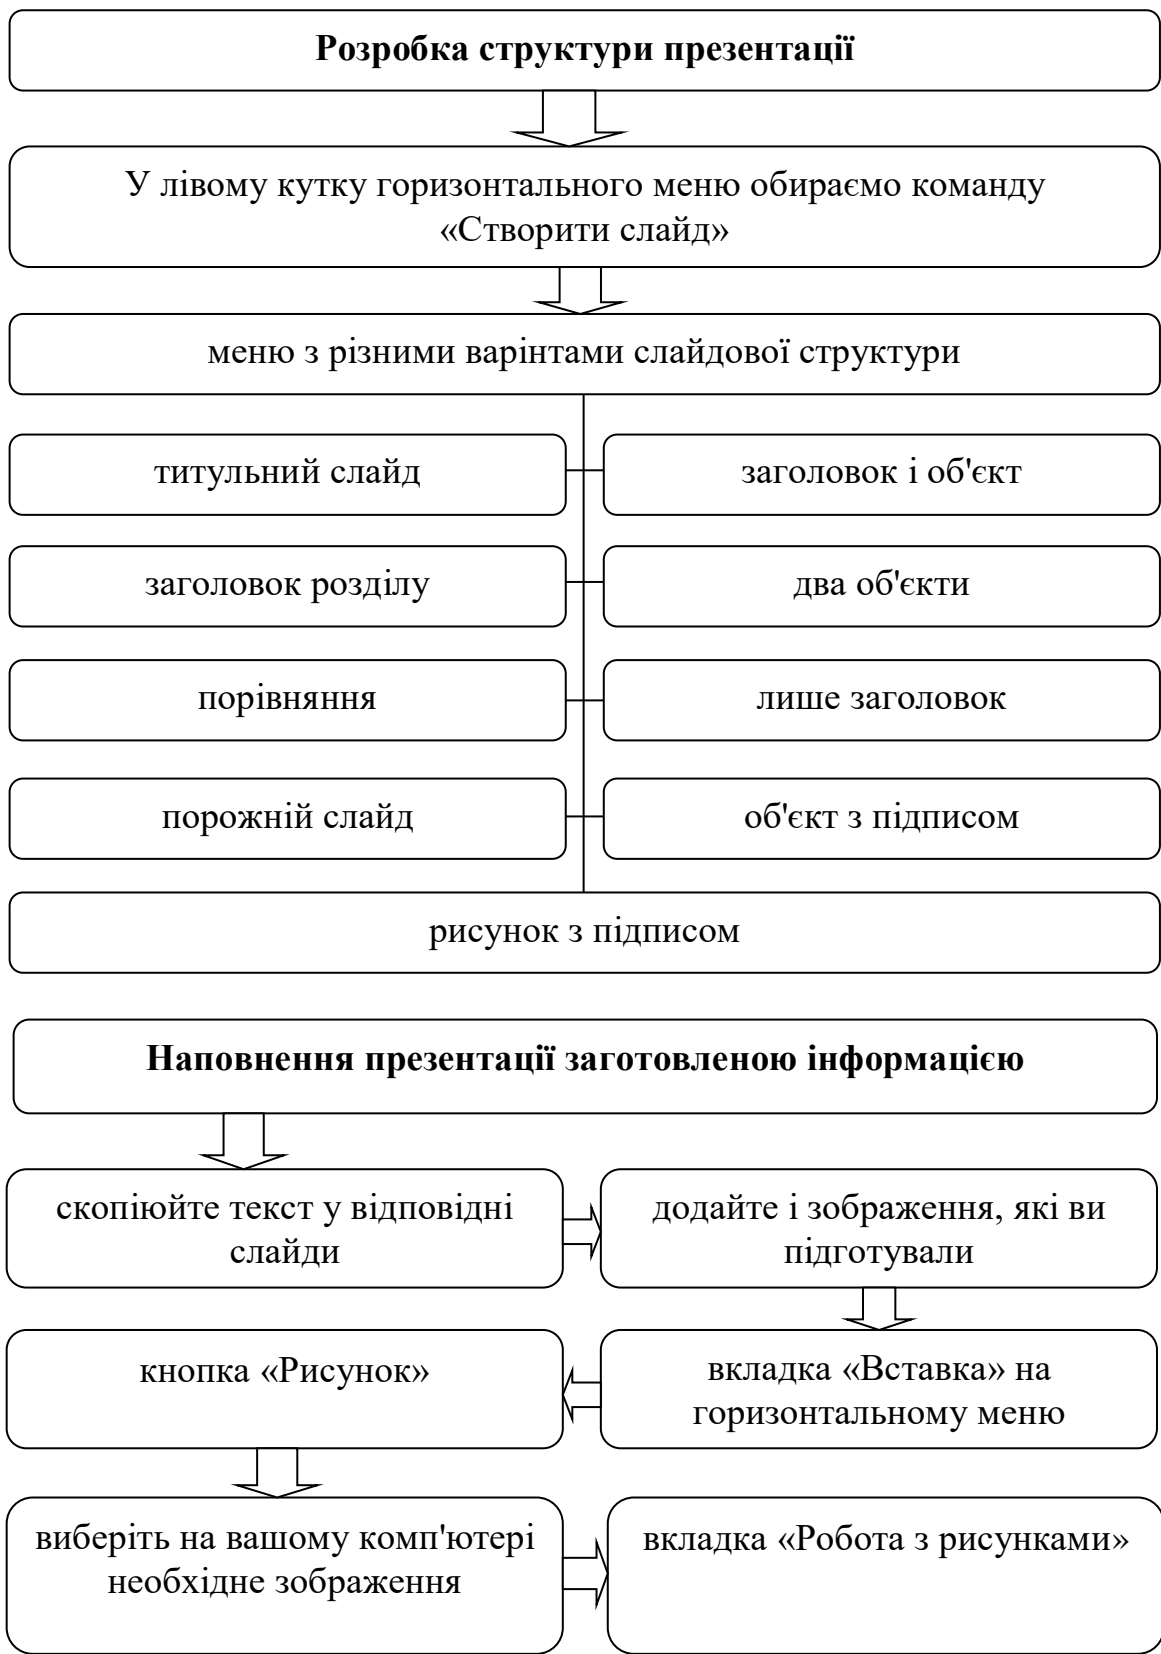 Розробка структури презентації
У лівому кутку горизонтального меню обираємо команду
«Створити слайд»
меню з різними варінтами слайдової структури
титульний слайд
заголовок і об'єкт
заголовок розділу
два об'єкти
порівняння
лише заголовок
порожній слайд
об'єкт з підписом
рисунок з підписом
Наповнення презентації заготовленою інформацією
скопіюйте текст у відповідні
слайди
додайте і зображення, які ви
підготували
кнопка «Рисунок»
вкладка «Вставка» на
горизонтальному меню
виберіть на вашому комп'ютері
необхідне зображення
вкладка «Робота з рисунками»